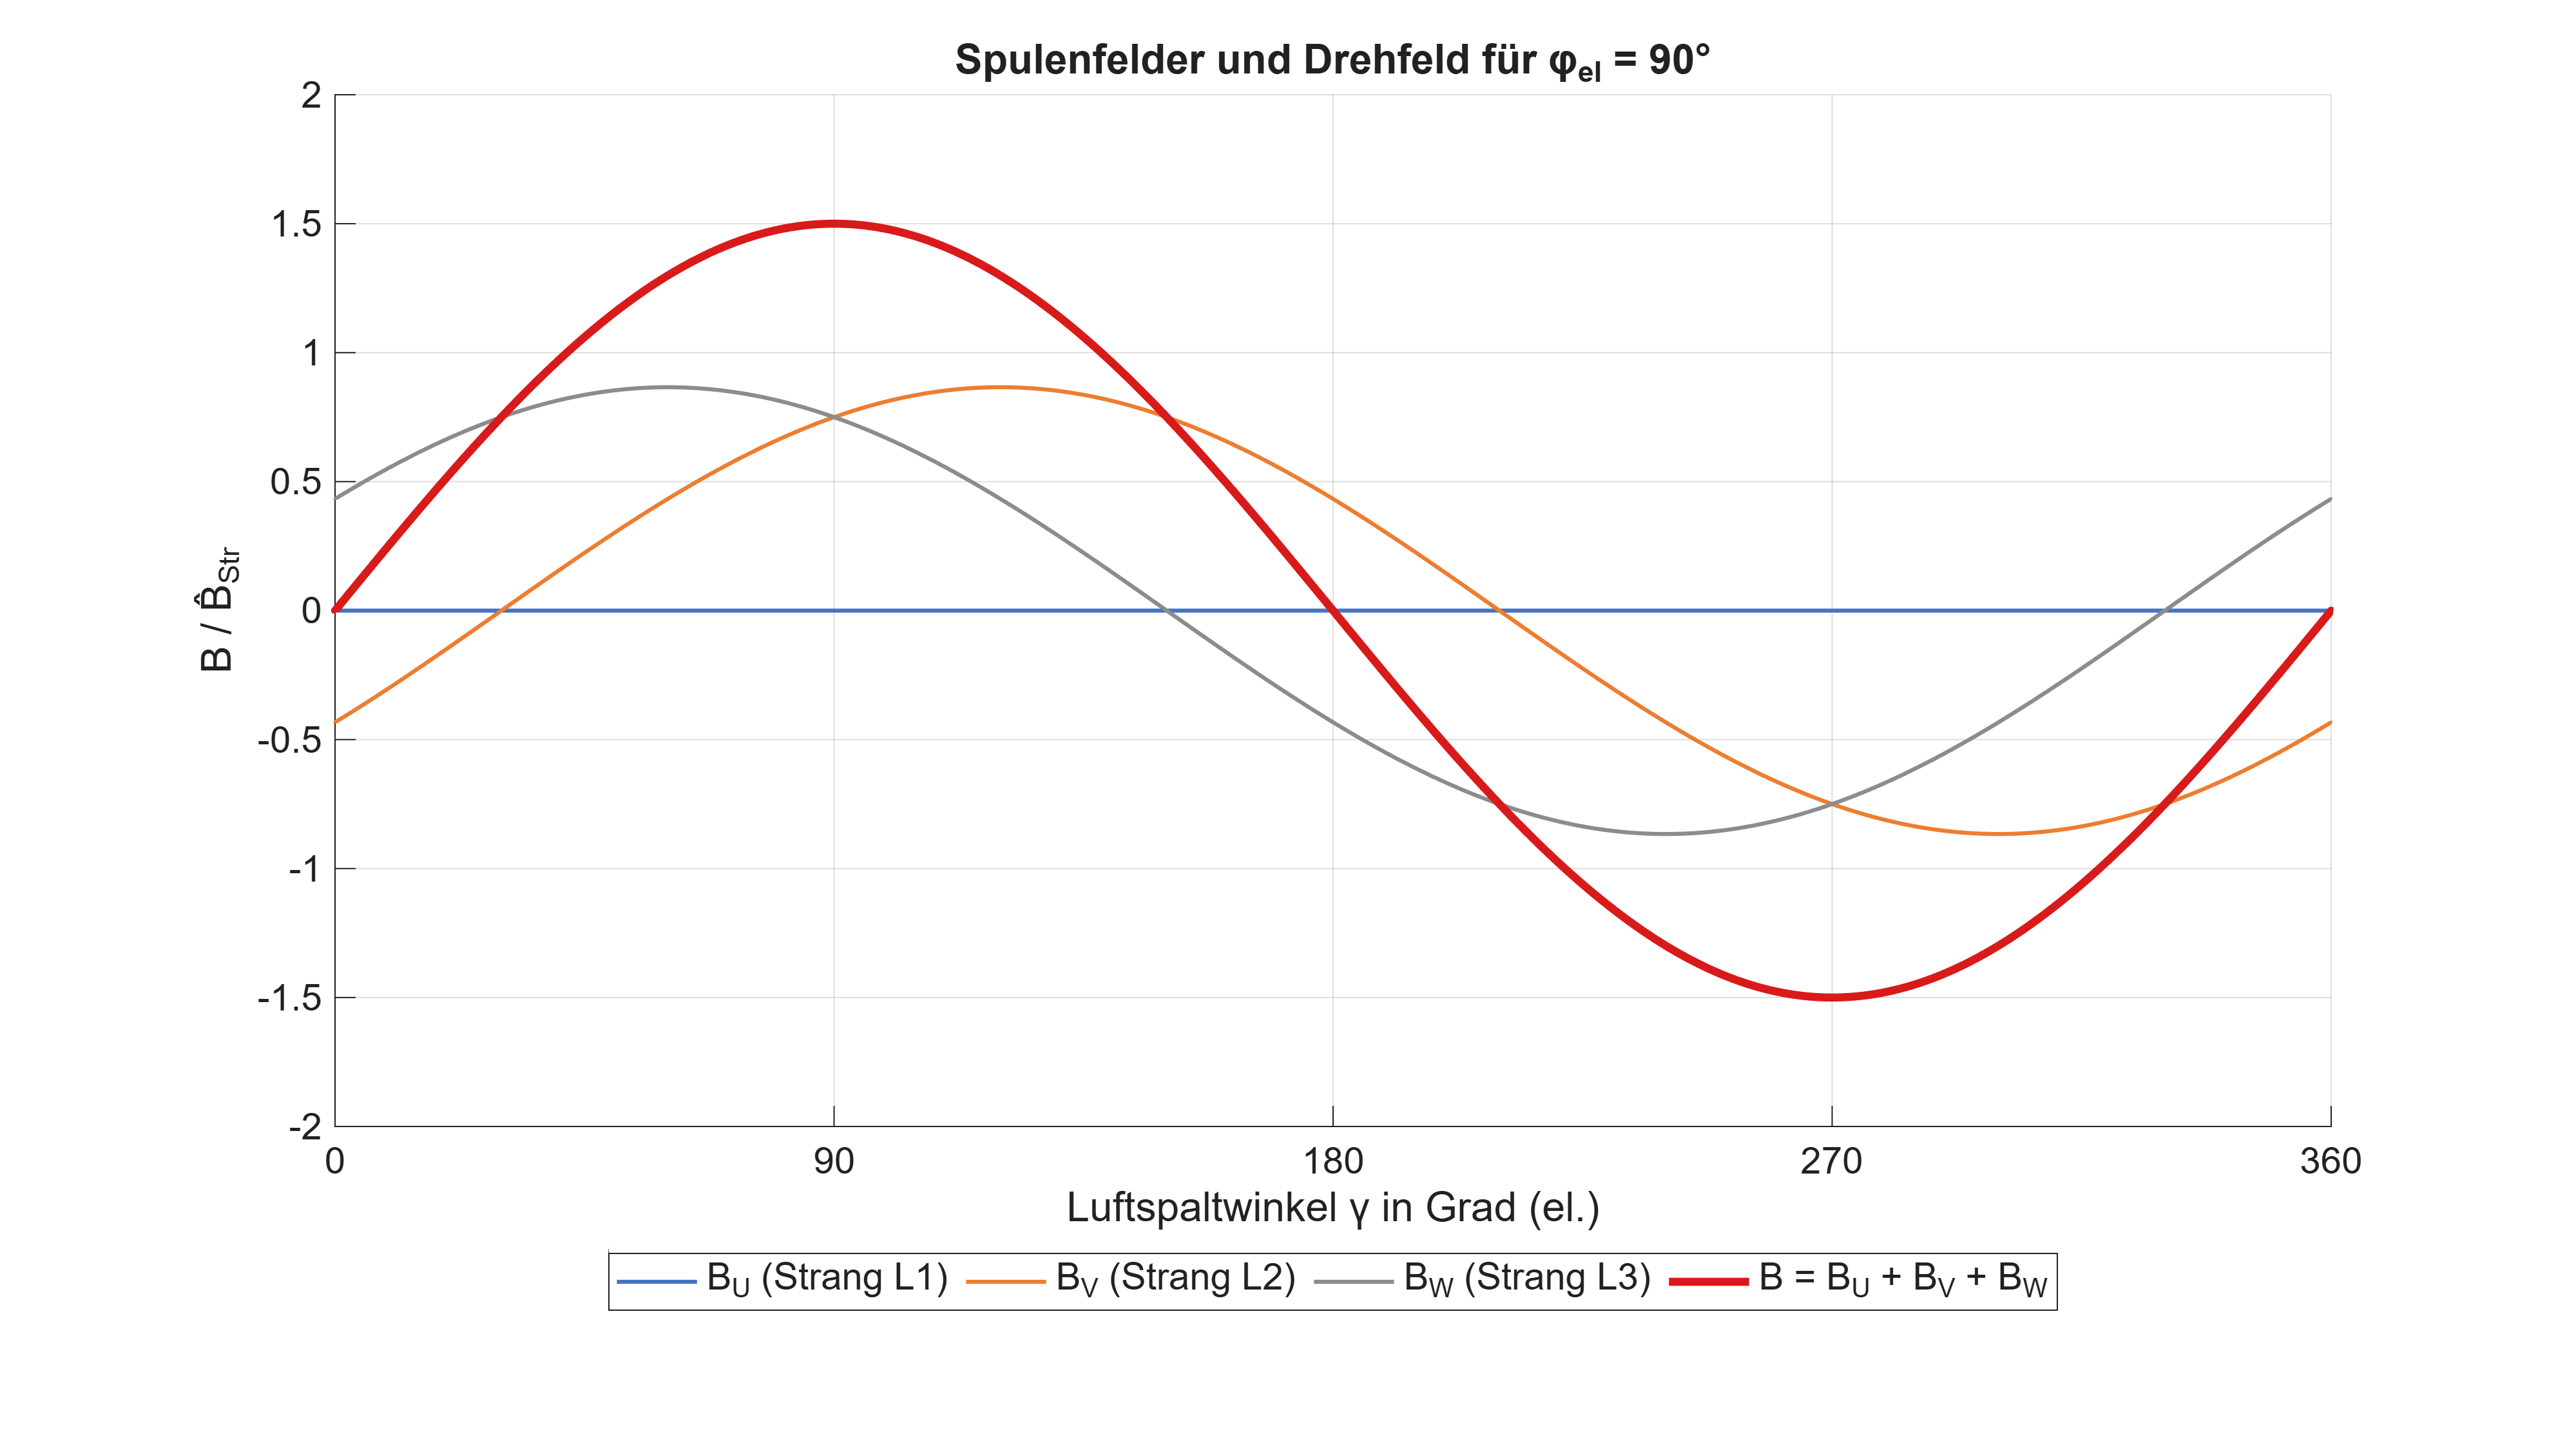 Spulenfelder und Drehfeld für φel = 90°
2
1.5
1
0.5
0
-0.5
-1
-1.5
-2
B / B̂Str
0 90 180 270 360
Luftspaltwinkel γ in Grad (el.)
BU (Strang L1) BV (Strang L2) BW (Strang L3) B = BU + BV + BW